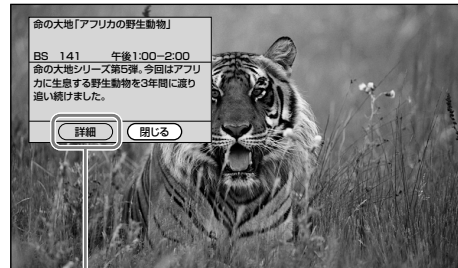 命の大地「アフリカの野生動物」
BS 141 午後1:00-2:00
命の大地シリーズ第5弾。今回はアフリ
カに生息する野生動物を3年間に渡り
追い続けました。
詳細 閉じる